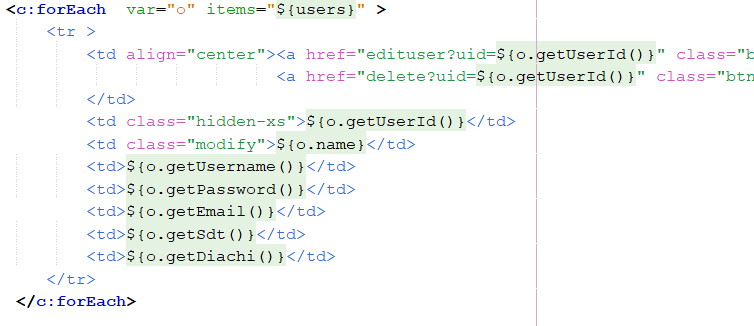 <c:forEach  var="o" items="${users}" >
<tr >
<td align="center"><a href="edituser?uid=${o.getUserId()}" class="b
<a href="delete?uid=${o.getUserId()}" class="btn
</td>
<td class="hidden-xs">${o.getUserId()}</td>
<td class="modify">${o.name}</td>
<td>${o.getUsername()}</td>
<td>${o.getPassword()}</td>
<td>${o.getEmail()}</td>
<td>${o.getSdt()}</td>
<td>${o.getDiachi()}</td>
</tr>
</c:forEach>